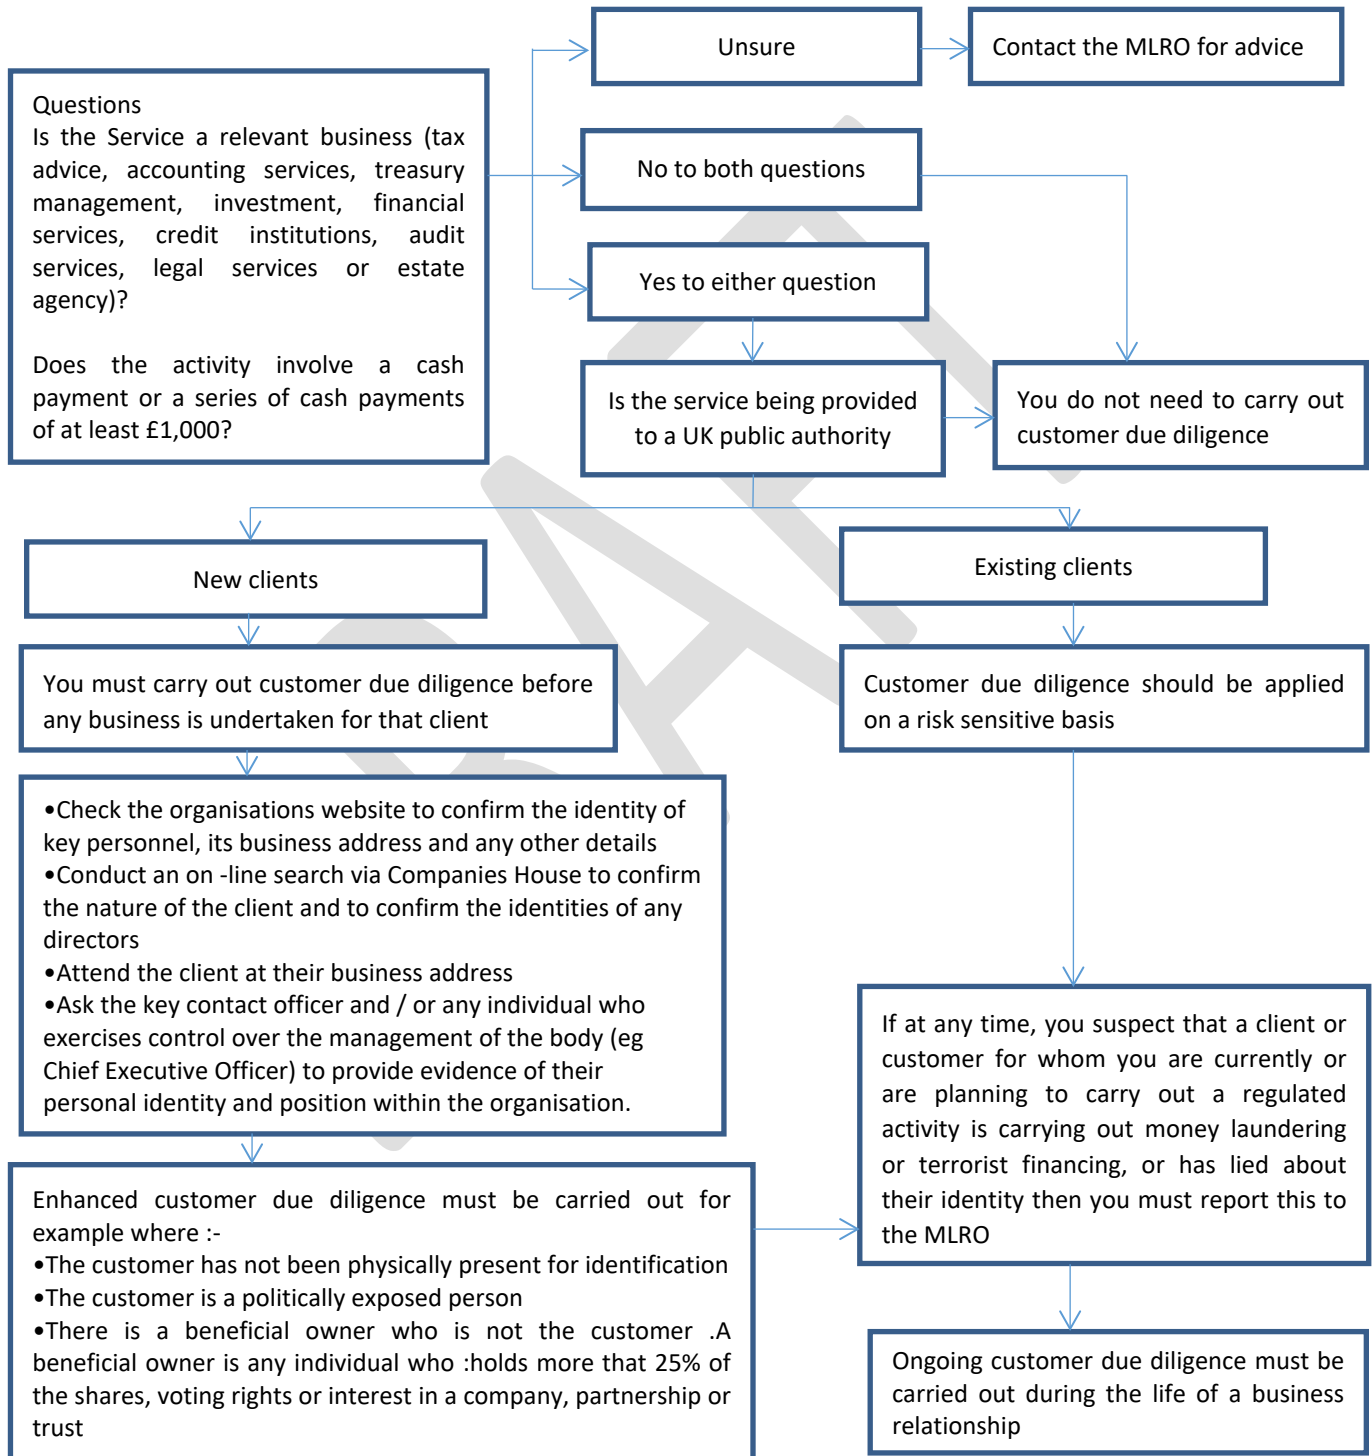 Unsure
Contact the MLRO for advice
Questions
Is the Service a relevant business (tax
advice, accounting services, treasury
management, investment, financial
services, credit institutions, audit
services, legal services or estate
agency)?
Does the activity involve a cash
payment or a series of cash payments
of at least £1,000?
No to both questions
Yes to either question
Is the service being provided
to a UK public authority
You do not need to carry out
customer due diligence
New clients
Existing clients
You must carry out customer due diligence before
any business is undertaken for that client
Customer due diligence should be applied
on a risk sensitive basis
•Check the organisations website to confirm the identity of
key personnel, its business address and any other details
•Conduct an on -line search via Companies House to confirm
the nature of the client and to confirm the identities of any
directors
•Attend the client at their business address
•Ask the key contact officer and / or any individual who
exercises control over the management of the body (eg
Chief Executive Officer) to provide evidence of their
personal identity and position within the organisation.
If at any time, you suspect that a client or
customer for whom you are currently or
are planning to carry out a regulated
activity is carrying out money laundering
or terrorist financing, or has lied about
their identity then you must report this to
the MLRO
Enhanced customer due diligence must be carried out for
example where :-
•The customer has not been physically present for identification
•The customer is a politically exposed person
•There is a beneficial owner who is not the customer .A
beneficial owner is any individual who :holds more that 25% of
the shares, voting rights or interest in a company, partnership or
trust
Ongoing customer due diligence must be
carried out during the life of a business
relationship
DRAFT